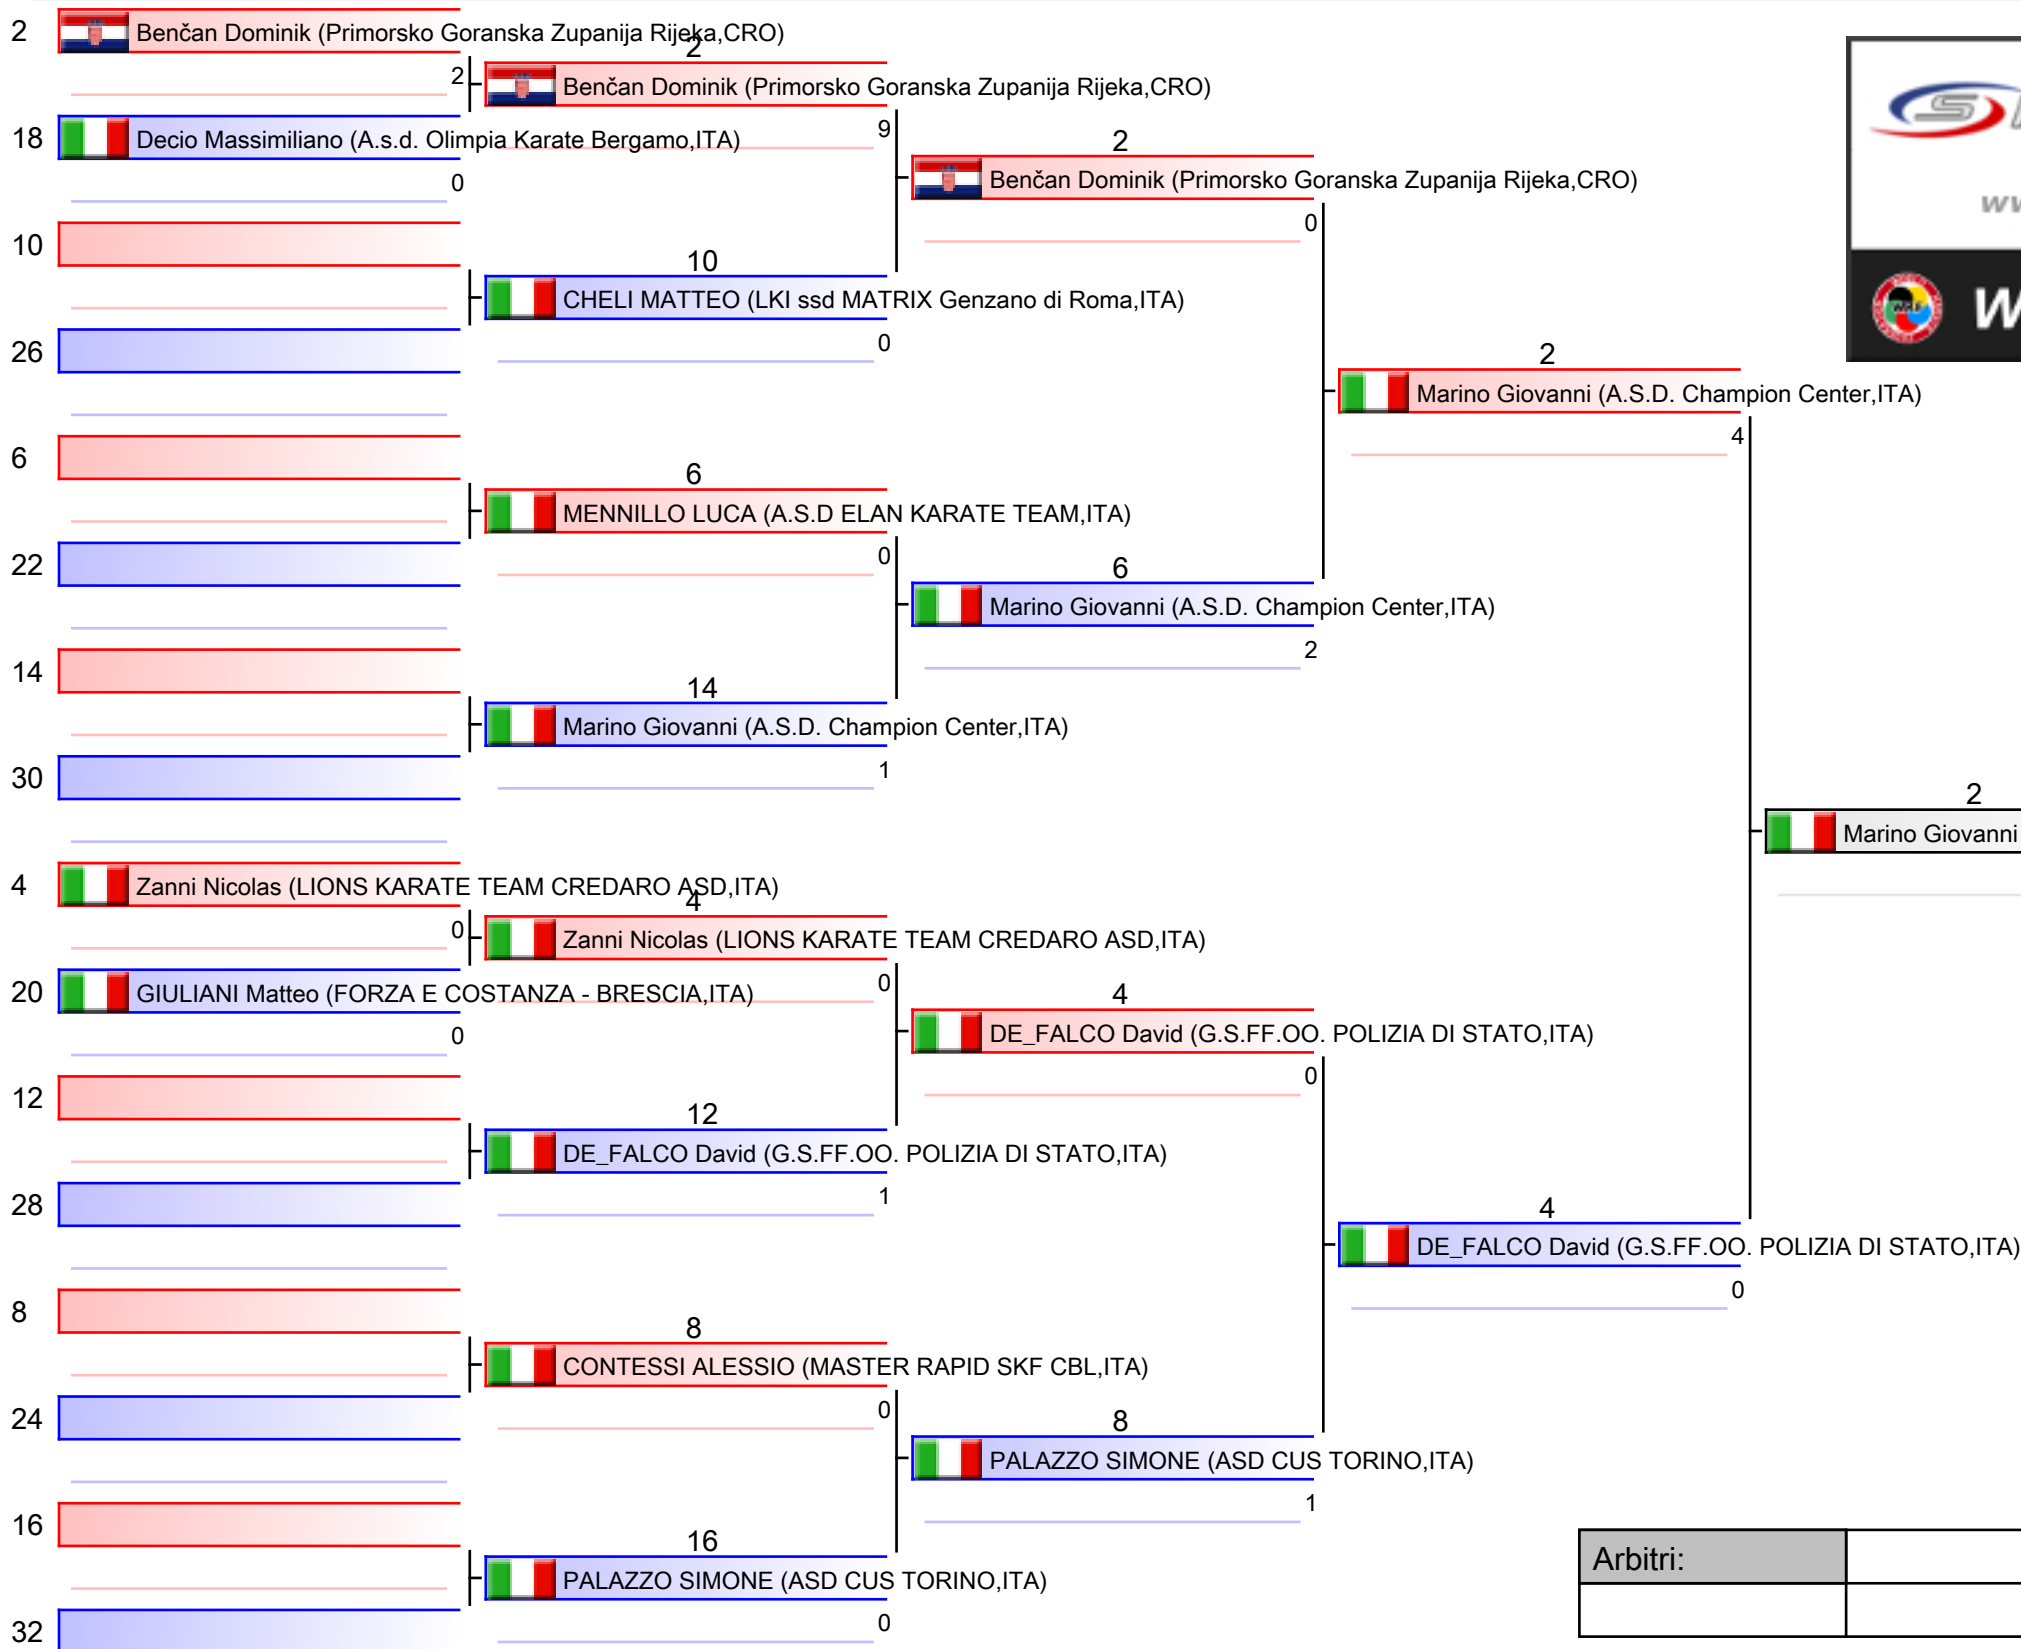 2 Benčan Dominik (Primorsko Goranska Zupanija Rijeka,CRO)
2
2
Benčan Dominik (Primorsko Goranska Zupanija Rijeka,CRO)
9
18 Decio Massimiliano (A.s.d. Olimpia Karate Bergamo,ITA)
0
2
Benčan Dominik (Primorsko Goranska Zupanija Rijeka,CRO)
0
10
10
CHELI MATTEO (LKI ssd MATRIX Genzano di Roma,ITA)
0
26
2
Marino Giovanni (A.S.D. Champion Center,ITA)
4
6
6
MENNILLO LUCA (A.S.D ELAN KARATE TEAM,ITA)
0
22
6
Marino Giovanni (A.S.D. Champion Center,ITA)
2
14
14
Marino Giovanni (A.S.D. Champion Center,ITA)
1
30
2
Marino Giovanni
4 Zanni Nicolas (LIONS KARATE TEAM CREDARO ASD,ITA)
0
4
Zanni Nicolas (LIONS KARATE TEAM CREDARO ASD,ITA)
0
20 GIULIANI Matteo (FORZA E COSTANZA - BRESCIA,ITA)
0
4
DE_FALCO David (G.S.FF.OO. POLIZIA DI STATO,ITA)
0
12
12
DE_FALCO David (G.S.FF.OO. POLIZIA DI STATO,ITA)
1
28
4
DE_FALCO David (G.S.FF.OO. POLIZIA DI STATO,ITA)
0
8
8
CONTESSI ALESSIO (MASTER RAPID SKF CBL,ITA)
0
24
8
PALAZZO SIMONE (ASD CUS TORINO,ITA)
1
16
16
PALAZZO SIMONE (ASD CUS TORINO,ITA)
0
32
Arbitri: